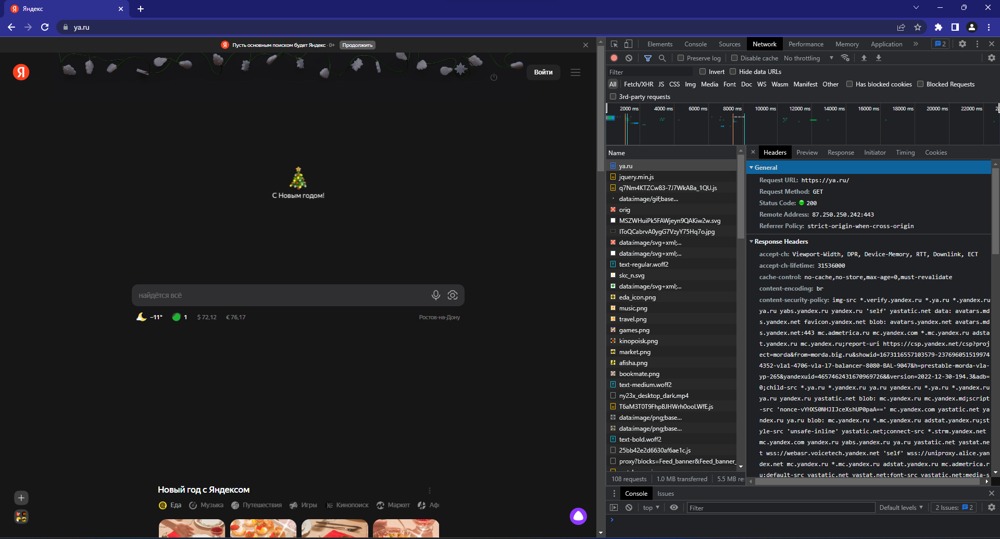 Яндекс
ya.ru
Пусть основным поиском будет Яндекс · 0+ Продолжить
Я
Войти
С Новым годом!
найдётся всё
−11° 1 $ 72,12 € 76,17 Ростов-на-Дону
Новый год с Яндексом
Еда Музыка Путешествия Игры Кинопоиск Маркет
Elements Console Sources Network Performance Memory Application » 2
Preserve log Disable cache No throttling
Filter Invert Hide data URLs
All Fetch/XHR JS CSS Img Media Font Doc WS Wasm Manifest Other Has blocked cookies Blocked Requests
3rd-party requests
2000 ms 4000 ms 6000 ms 8000 ms 10000 ms 12000 ms 14000 ms 16000 ms 18000 ms 20000 ms 22000 ms
Name
ya.ru
jquery.min.js
q7Nm4KTZCw83-7J7WkABa_1QU.js
data:image/gif;base...
orig
MSZWHuiPk5FAWjeyn9QAKiw2w.svg
IToQCabrvA0ygG7VzyY75Hq7o.jpg
data:image/svg+xml;...
data:image/svg+xml;...
text-regular.woff2
skc_n.svg
data:image/svg+xml;...
eda_icon.png
music.png
travel.png
games.png
kinopoisk.png
market.png
afisha.png
bookmate.png
text-medium.woff2
ny23x_desktop_dark.mp4
T6aM3T0T9FhpBJHWrh0ooLWfE.js
data:image/png;base...
data:image/png;base...
text-bold.woff2
25bb42e2d6630af6ae1c.js
proxy?blocks=Feed_banner&Feed_banner_
108 requests 1.0 MB transferred 5.5 MB re
Headers Preview Response Initiator Timing Cookies
General
Request URL: https://ya.ru/
Request Method: GET
Status Code: 200
Remote Address: 87.250.250.242:443
Referrer Policy: strict-origin-when-cross-origin
Response Headers
accept-ch: Viewport-Width, DPR, Device-Memory, RTT, Downlink, ECT
accept-ch-lifetime: 31536000
cache-control: no-cache,no-store,max-age=0,must-revalidate
content-encoding: br
content-security-policy: img-src *.verify.yandex.ru *.ya.ru *.yandex.ru
ya.ru yabs.yandex.ru yandex.ru 'self' yastatic.net data: avatars.md
s.yandex.net favicon.yandex.net blob: avatars.yandex.net avatars.md
s.yandex.net:443 mc.admetrica.ru mc.yandex.com *.mc.yandex.ru adsta
t.yandex.ru mc.yandex.ru;report-uri https://csp.yandex.net/csp?proj
ect=morda&from=morda.big.ru&showid=1673116557103579-237696051519974
4352-vla1-4706-vla-l7-balancer-8080-BAL-9047&h=prestable-morda-vla-
yp-265&yandexuid=4657462431670969726&&version=2022-12-30-194.3&adb=
0;child-src *.ya.ru *.yandex.ru ya.ru yandex.ru *.ya.ru *.yandex.ru
ya.ru yandex.ru yastatic.net blob: mc.yandex.ru mc.yandex.md;script
-src 'nonce-vYHXS0NHJIJceXshUP0paA==' mc.yandex.com yastatic.net ya
ndex.ru ya.ru blob: mc.yandex.ru *.mc.yandex.ru adstat.yandex.ru;st
yle-src 'unsafe-inline' yastatic.net;connect-src *.strm.yandex.net
mc.yandex.com yandex.ru yabs.yandex.ru ya.ru yastatic.net yastat.ne
t wss://webasr.voicetech.yandex.net 'self' wss://uniproxy.alice.yan
dex.net mc.yandex.ru *.mc.yandex.ru adstat.yandex.ru mc.admetrica.r
u;default-src yastatic.net yastat.net;font-src yastatic.net;media-s
Console Issues
top Filter Default levels 2 Issues: 2